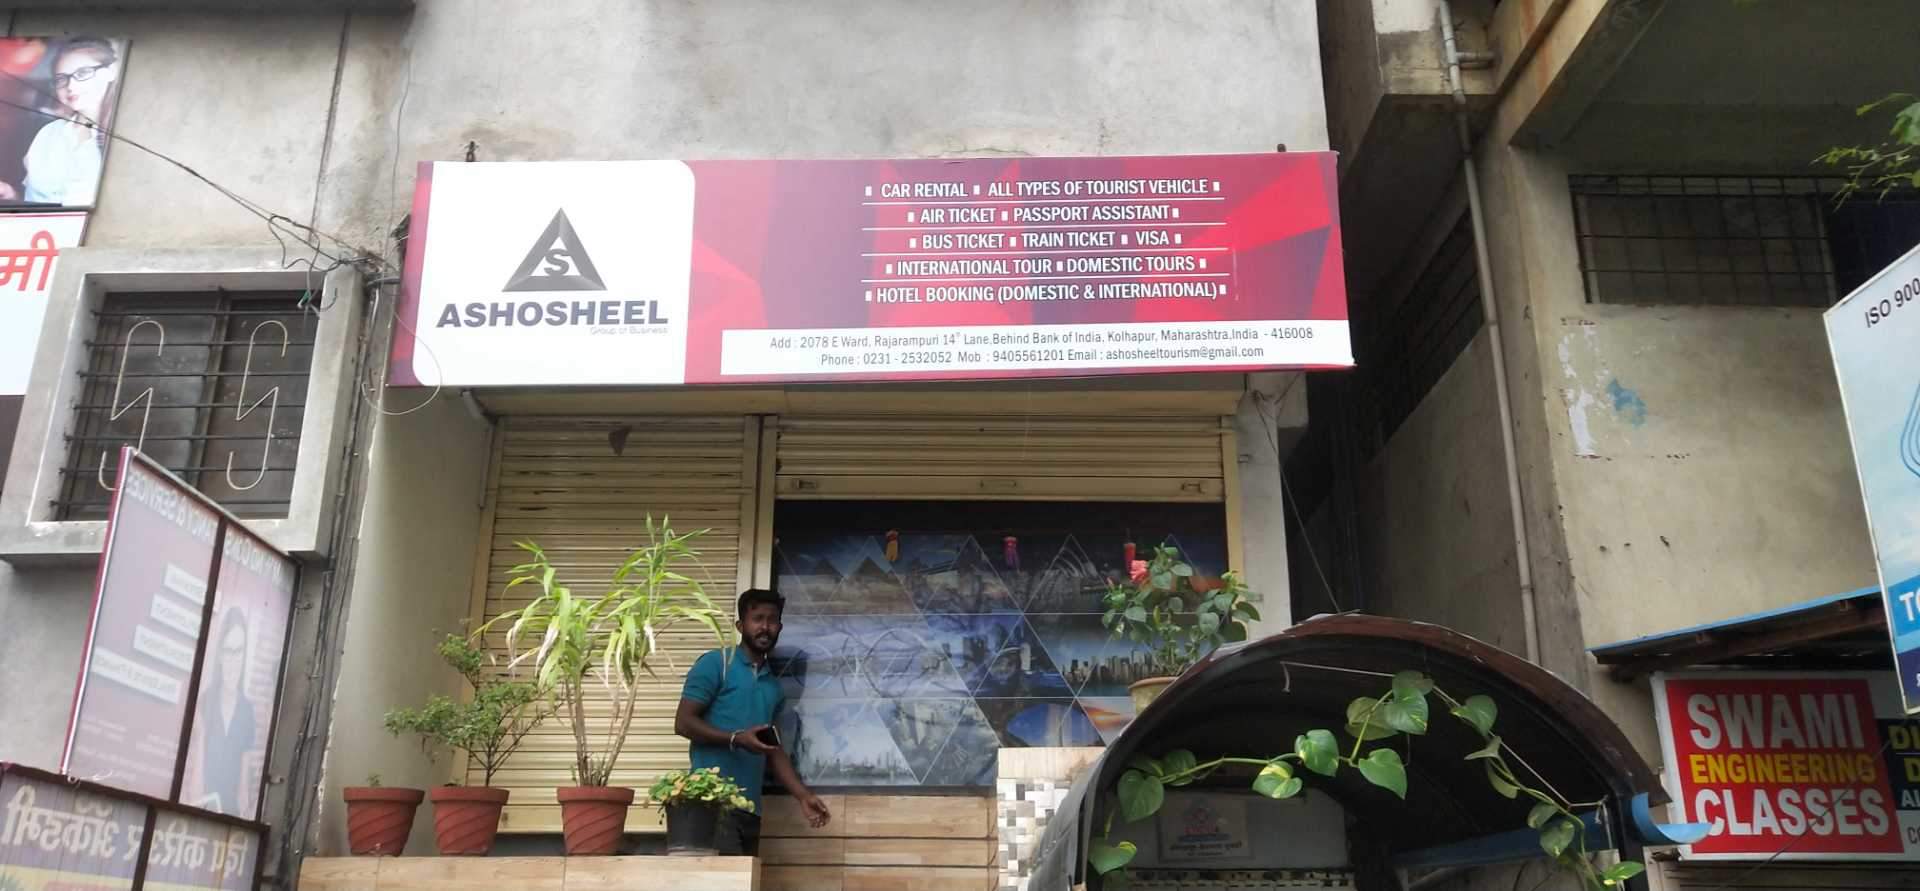 ASHOSHEEL
Group of Business
▪ CAR RENTAL ▪ ALL TYPES OF TOURIST VEHICLE ▪
▪ AIR TICKET ▪ PASSPORT ASSISTANT ▪
▪ BUS TICKET ▪ TRAIN TICKET ▪ VISA ▪
▪ INTERNATIONAL TOUR ▪ DOMESTIC TOURS ▪
▪ HOTEL BOOKING (DOMESTIC & INTERNATIONAL) ▪
Add : 2078 E Ward, Rajarampuri 14th Lane,Behind Bank of India, Kolhapur, Maharashtra,India - 416008
Phone : 0231 - 2532052 Mob : 9405561201 Email : ashosheeltourism@gmail.com
मी
ISO 900
SWAMI
ENGINEERING
CLASSES